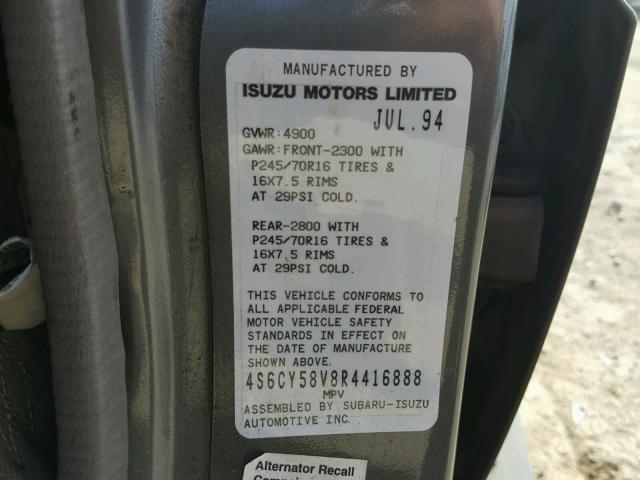 MANUFACTURED BY
ISUZU MOTORS LIMITED
JUL.94
GVWR:4900
GAWR:FRONT-2300 WITH
P245/70R16 TIRES &
16X7.5 RIMS
AT 29PSI COLD.
REAR-2800 WITH
P245/70R16 TIRES &
16X7.5 RIMS
AT 29PSI COLD.
THIS VEHICLE CONFORMS TO
ALL APPLICABLE FEDERAL
MOTOR VEHICLE SAFETY
STANDARDS IN EFFECT ON
THE DATE OF MANUFACTURE
SHOWN ABOVE.
4S6CY58V8R4416888
MPV
ASSEMBLED BY SUBARU-ISUZU
AUTOMOTIVE INC.
Alternator Recall